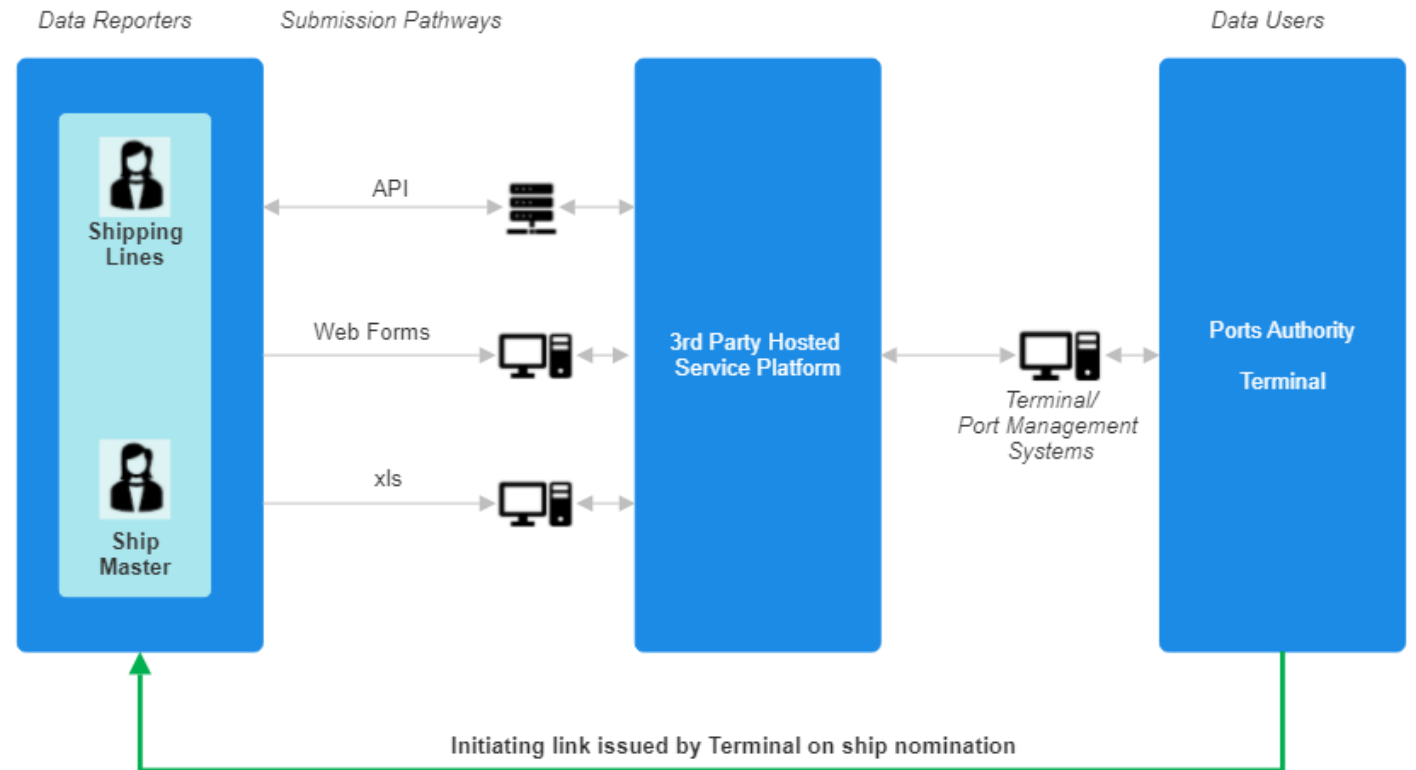 Data Reporters
Submission Pathways
Data Users
Shipping
Lines
API
Web Forms
xls
Ship
Master
3rd Party Hosted
Service Platform
Terminal/
Port Management
Systems
Ports Authority
Terminal
Initiating link issued by Terminal on ship nomination